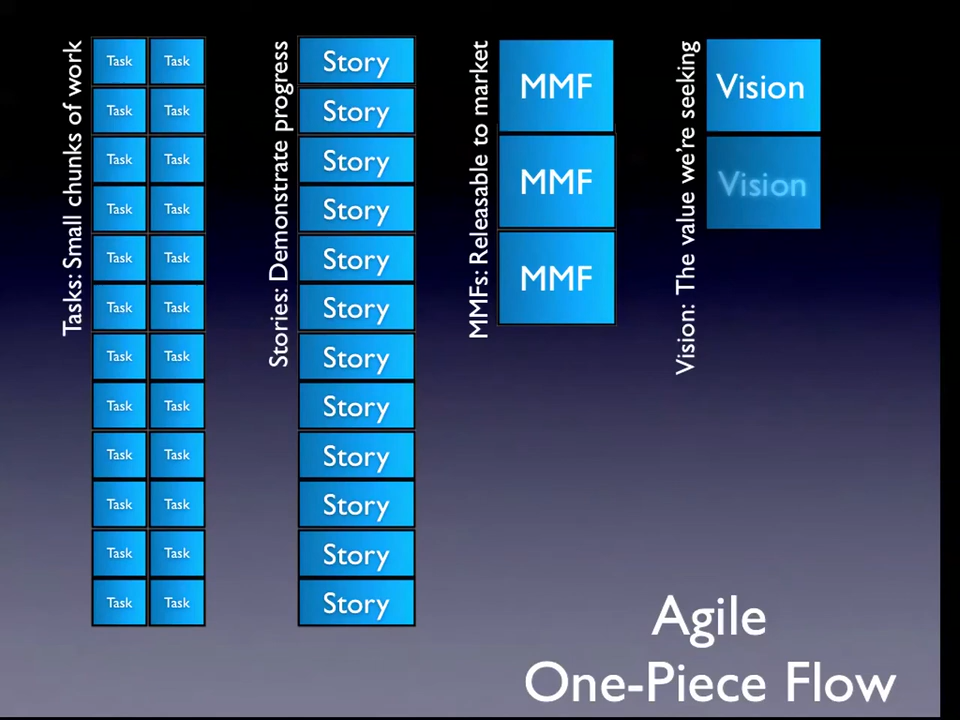 Tasks: Small chunks of work
Task Task
Task Task
Task Task
Task Task
Task Task
Task Task
Task Task
Task Task
Task Task
Task Task
Task Task
Task Task
Stories: Demonstrate progress
Story
Story
Story
Story
Story
Story
Story
Story
Story
Story
Story
Story
MMFs: Releasable to market
MMF
MMF
MMF
Vision: The value we're seeking
Vision
Vision
Agile
One-Piece Flow